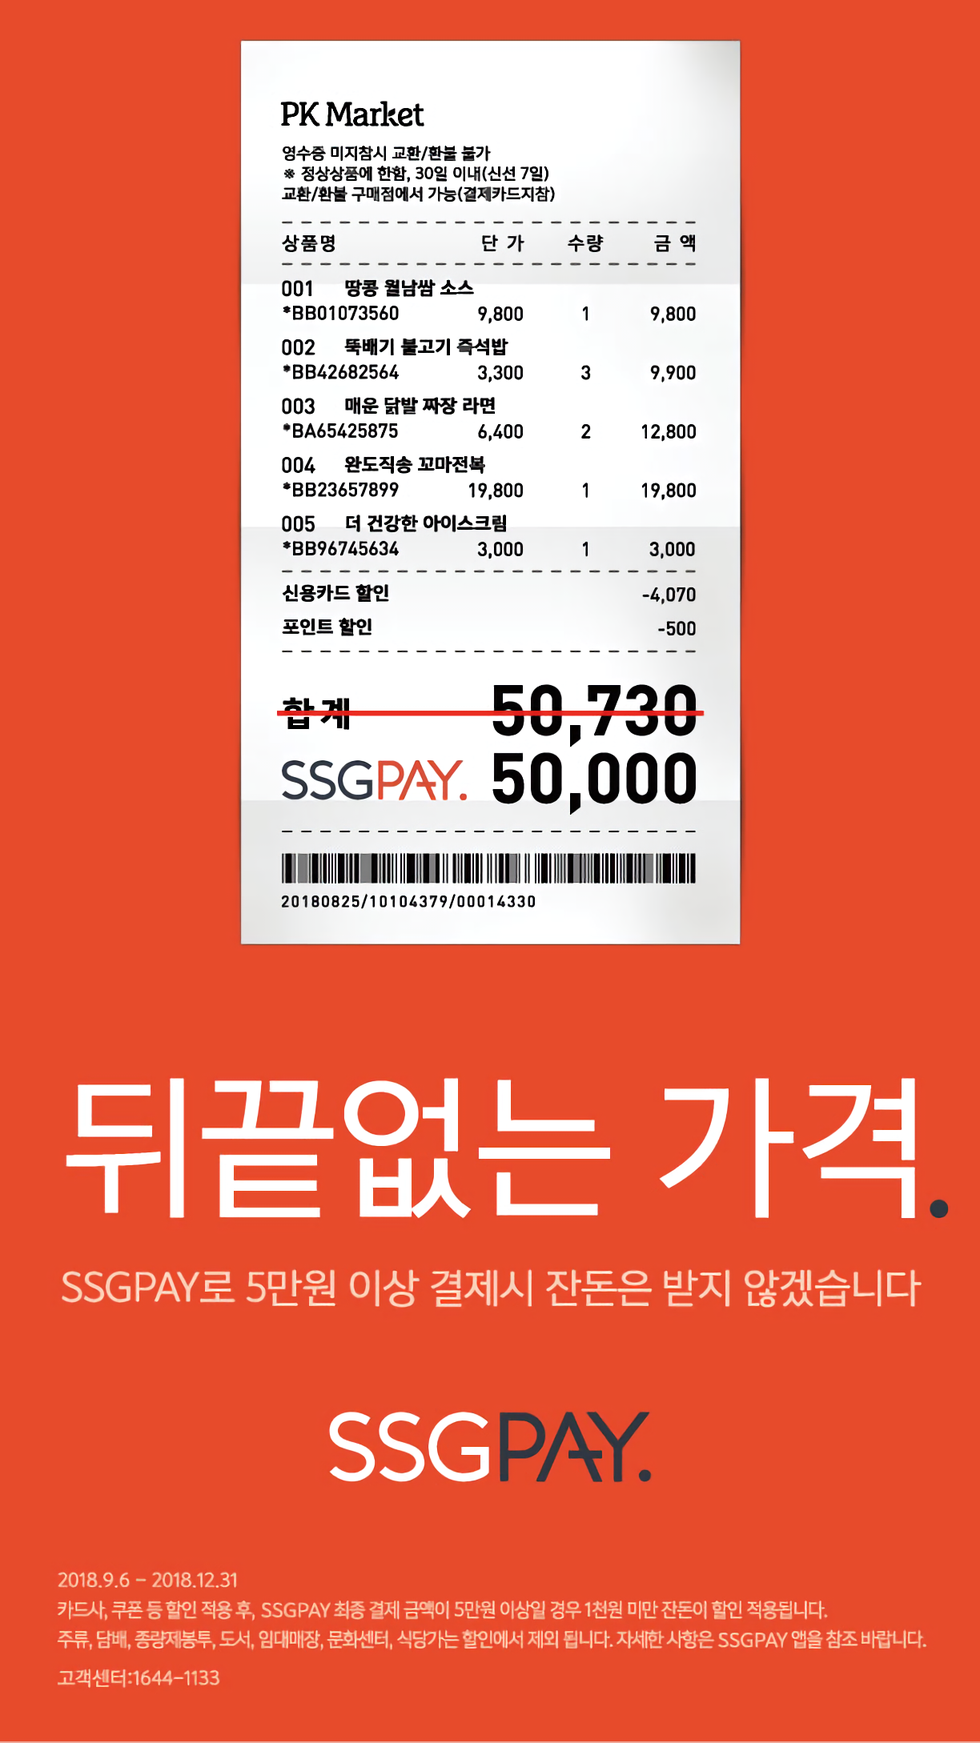 PK Market
영수증 미지참시 교환/환불 불가
※ 정상상품에 한함, 30일 이내(신선 7일)
교환/환불 구매점에서 가능(결제카드지참)
상품명 단 가 수량 금 액
001 땅콩 월남쌈 소스
*BB01073560 9,800 1 9,800
002 뚝배기 불고기 즉석밥
*BB42682564 3,300 3 9,900
003 매운 닭발 짜장 라면
*BA65425875 6,400 2 12,800
004 완도직송 꼬마전복
*BB23657899 19,800 1 19,800
005 더 건강한 아이스크림
*BB96745634 3,000 1 3,000
신용카드 할인 -4,070
포인트 할인 -500
합계 50,730
SSGPAY. 50,000
20180825/10104379/00014330
뒤끝없는 가격.
SSGPAY로 5만원 이상 결제시 잔돈은 받지 않겠습니다
SSGPAY.
2018.9.6 - 2018.12.31
카드사, 쿠폰 등 할인 적용 후, SSGPAY 최종 결제 금액이 5만원 이상일 경우 1천원 미만 잔돈이 할인 적용됩니다.
주류, 담배, 종량제봉투, 도서, 임대매장, 문화센터, 식당가는 할인에서 제외 됩니다. 자세한 사항은 SSGPAY 앱을 참조 바랍니다.
고객센터:1644-1133